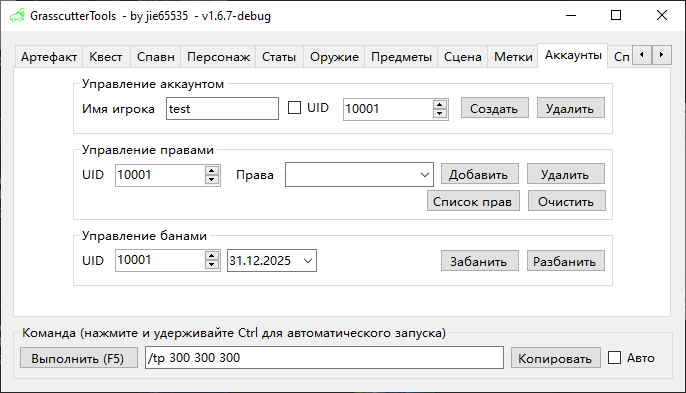 GrasscutterTools - by jie65535 - v1.6.7-debug
Артефакт Квест Спавн Персонаж Статы Оружие Предметы Сцена Метки Аккаунты Сп
Управление аккаунтом
Имя игрока test UID 10001 Создать Удалить
Управление правами
UID 10001 Права Добавить Удалить
Список прав Очистить
Управление банами
UID 10001 31.12.2025 Забанить Разбанить
Команда (нажмите и удерживайте Ctrl для автоматического запуска)
Выполнить (F5) /tp 300 300 300 Копировать Авто